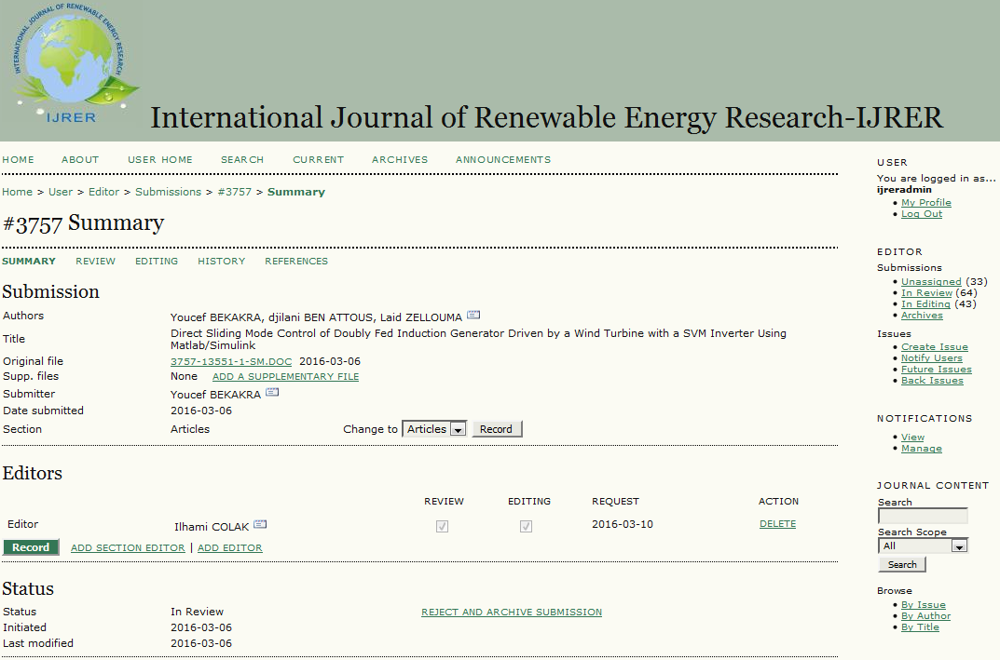 INTERNATIONAL JOURNAL OF RENEWABLE ENERGY RESEARCH
IJRER
International Journal of Renewable Energy Research-IJRER
HOME ABOUT USER HOME SEARCH CURRENT ARCHIVES ANNOUNCEMENTS
Home > User > Editor > Submissions > #3757 > Summary
#3757 Summary
SUMMARY REVIEW EDITING HISTORY REFERENCES
Submission
Authors Youcef BEKAKRA, djilani BEN ATTOUS, Laid ZELLOUMA
Title Direct Sliding Mode Control of Doubly Fed Induction Generator Driven by a Wind Turbine with a SVM Inverter Using
Matlab/Simulink
Original file 3757-13551-1-SM.DOC 2016-03-06
Supp. files None ADD A SUPPLEMENTARY FILE
Submitter Youcef BEKAKRA
Date submitted 2016-03-06
Section Articles Change to Articles Record
Editors
REVIEW EDITING REQUEST ACTION
Editor Ilhami COLAK 2016-03-10 DELETE
Record ADD SECTION EDITOR | ADD EDITOR
Status
Status In Review REJECT AND ARCHIVE SUBMISSION
Initiated 2016-03-06
Last modified 2016-03-06
USER
You are logged in as...
ijreradmin
My Profile
Log Out
EDITOR
Submissions
Unassigned (33)
In Review (64)
In Editing (43)
Archives
Issues
Create Issue
Notify Users
Future Issues
Back Issues
NOTIFICATIONS
View
Manage
JOURNAL CONTENT
Search
Search Scope
All
Search
Browse
By Issue
By Author
By Title